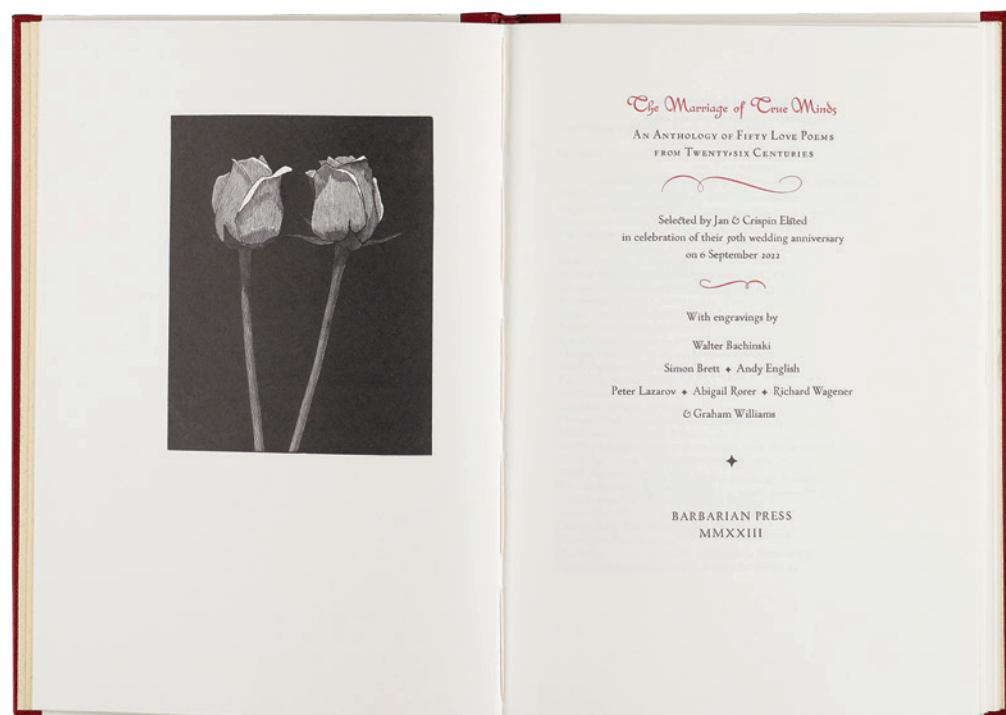 The Marriage of True Minds
An Anthology of Fifty Love Poems
from Twenty-six Centuries
Selected by Jan & Crispin Elsted
in celebration of their 50th wedding anniversary
on 6 September 2022
With engravings by
Walter Bachinski
Simon Brett ✦ Andy English
Peter Lazarov ✦ Abigail Rorer ✦ Richard Wagener
& Graham Williams
BARBARIAN PRESS
MMXXIII